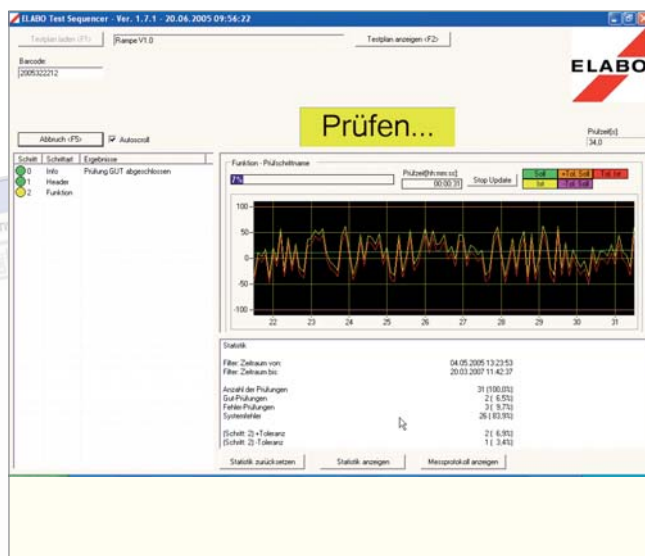 ELABO Test Sequencer - Ver. 1.7.1 - 20.06.2005 09:56:22
Testplan laden <F1>
Rampe V1.0
Testplan anzeigen <F2>
ELABO
Barcode
2005322212
Prüfen...
Abbruch <F5>
Autoscroll
Prüfzeit[s]
34,0
Schritt Schrittart Ergebnisse
0 Info Prüfung GUT abgeschlossen
1 Header
2 Funktion
Funktion - Prüfschrittname
7%
Prüfzeit[hh:mm:ss]:
00:00:31
Stop Update
Soll +Tol. Soll Tol. Ist
Ist -Tol. Soll
100
50
0
-50
-100
22 23 24 25 26 27 28 29 30 31
Statistik
Filter: Zeitraum von: 04.05.2005 13:23:53
Filter: Zeitraum bis: 20.03.2007 11:42:37
Anzahl der Prüfungen 31 (100,0%)
Gut-Prüfungen 2 ( 6,5%)
Fehler-Prüfungen 3 ( 9,7%)
Systemfehler 26 ( 83,9%)
(Schritt: 2) +Toleranz 2 ( 6,9%)
(Schritt: 2) -Toleranz 1 ( 3,4%)
Statistik zurücksetzen
Statistik anzeigen
Messprotokoll anzeigen